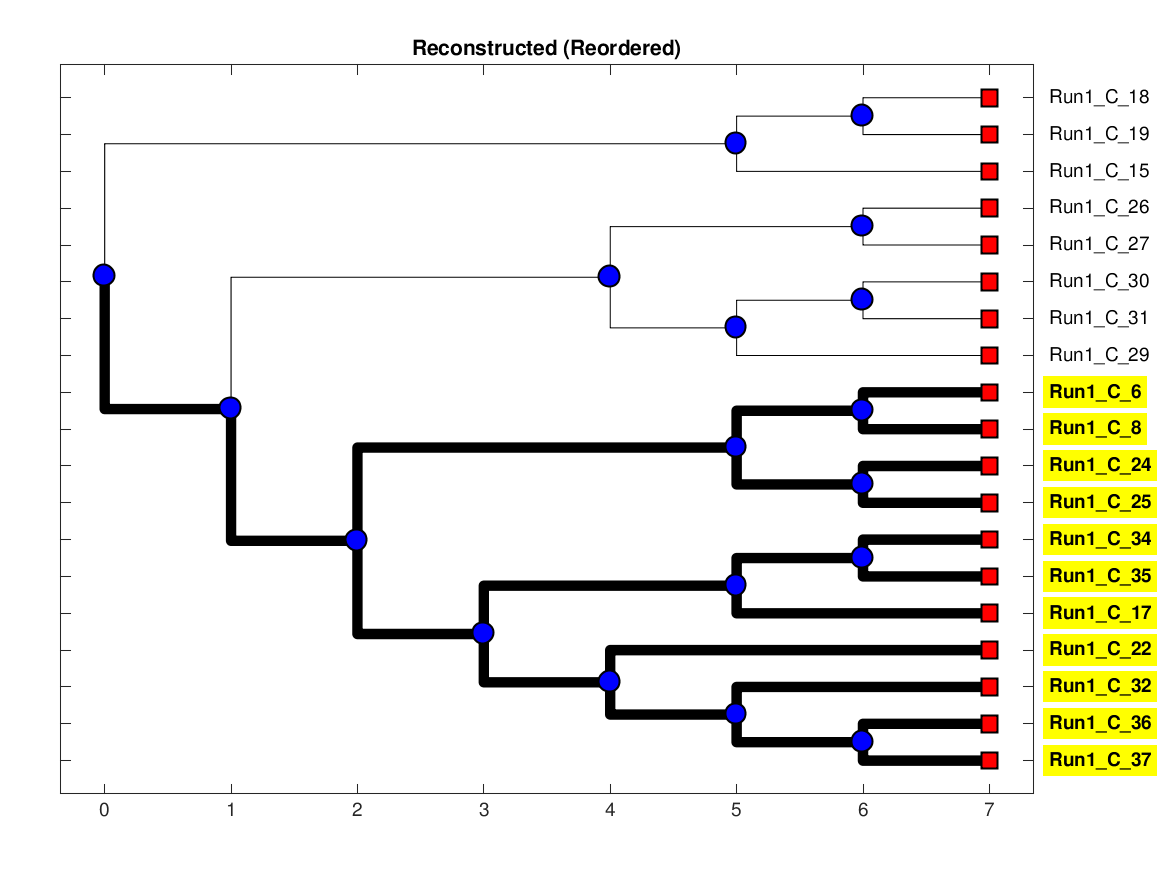 Reconstructed (Reordered)
Run1_C_18
Run1_C_19
Run1_C_15
Run1_C_26
Run1_C_27
Run1_C_30
Run1_C_31
Run1_C_29
Run1_C_6
Run1_C_8
Run1_C_24
Run1_C_25
Run1_C_34
Run1_C_35
Run1_C_17
Run1_C_22
Run1_C_32
Run1_C_36
Run1_C_37
0 1 2 3 4 5 6 7